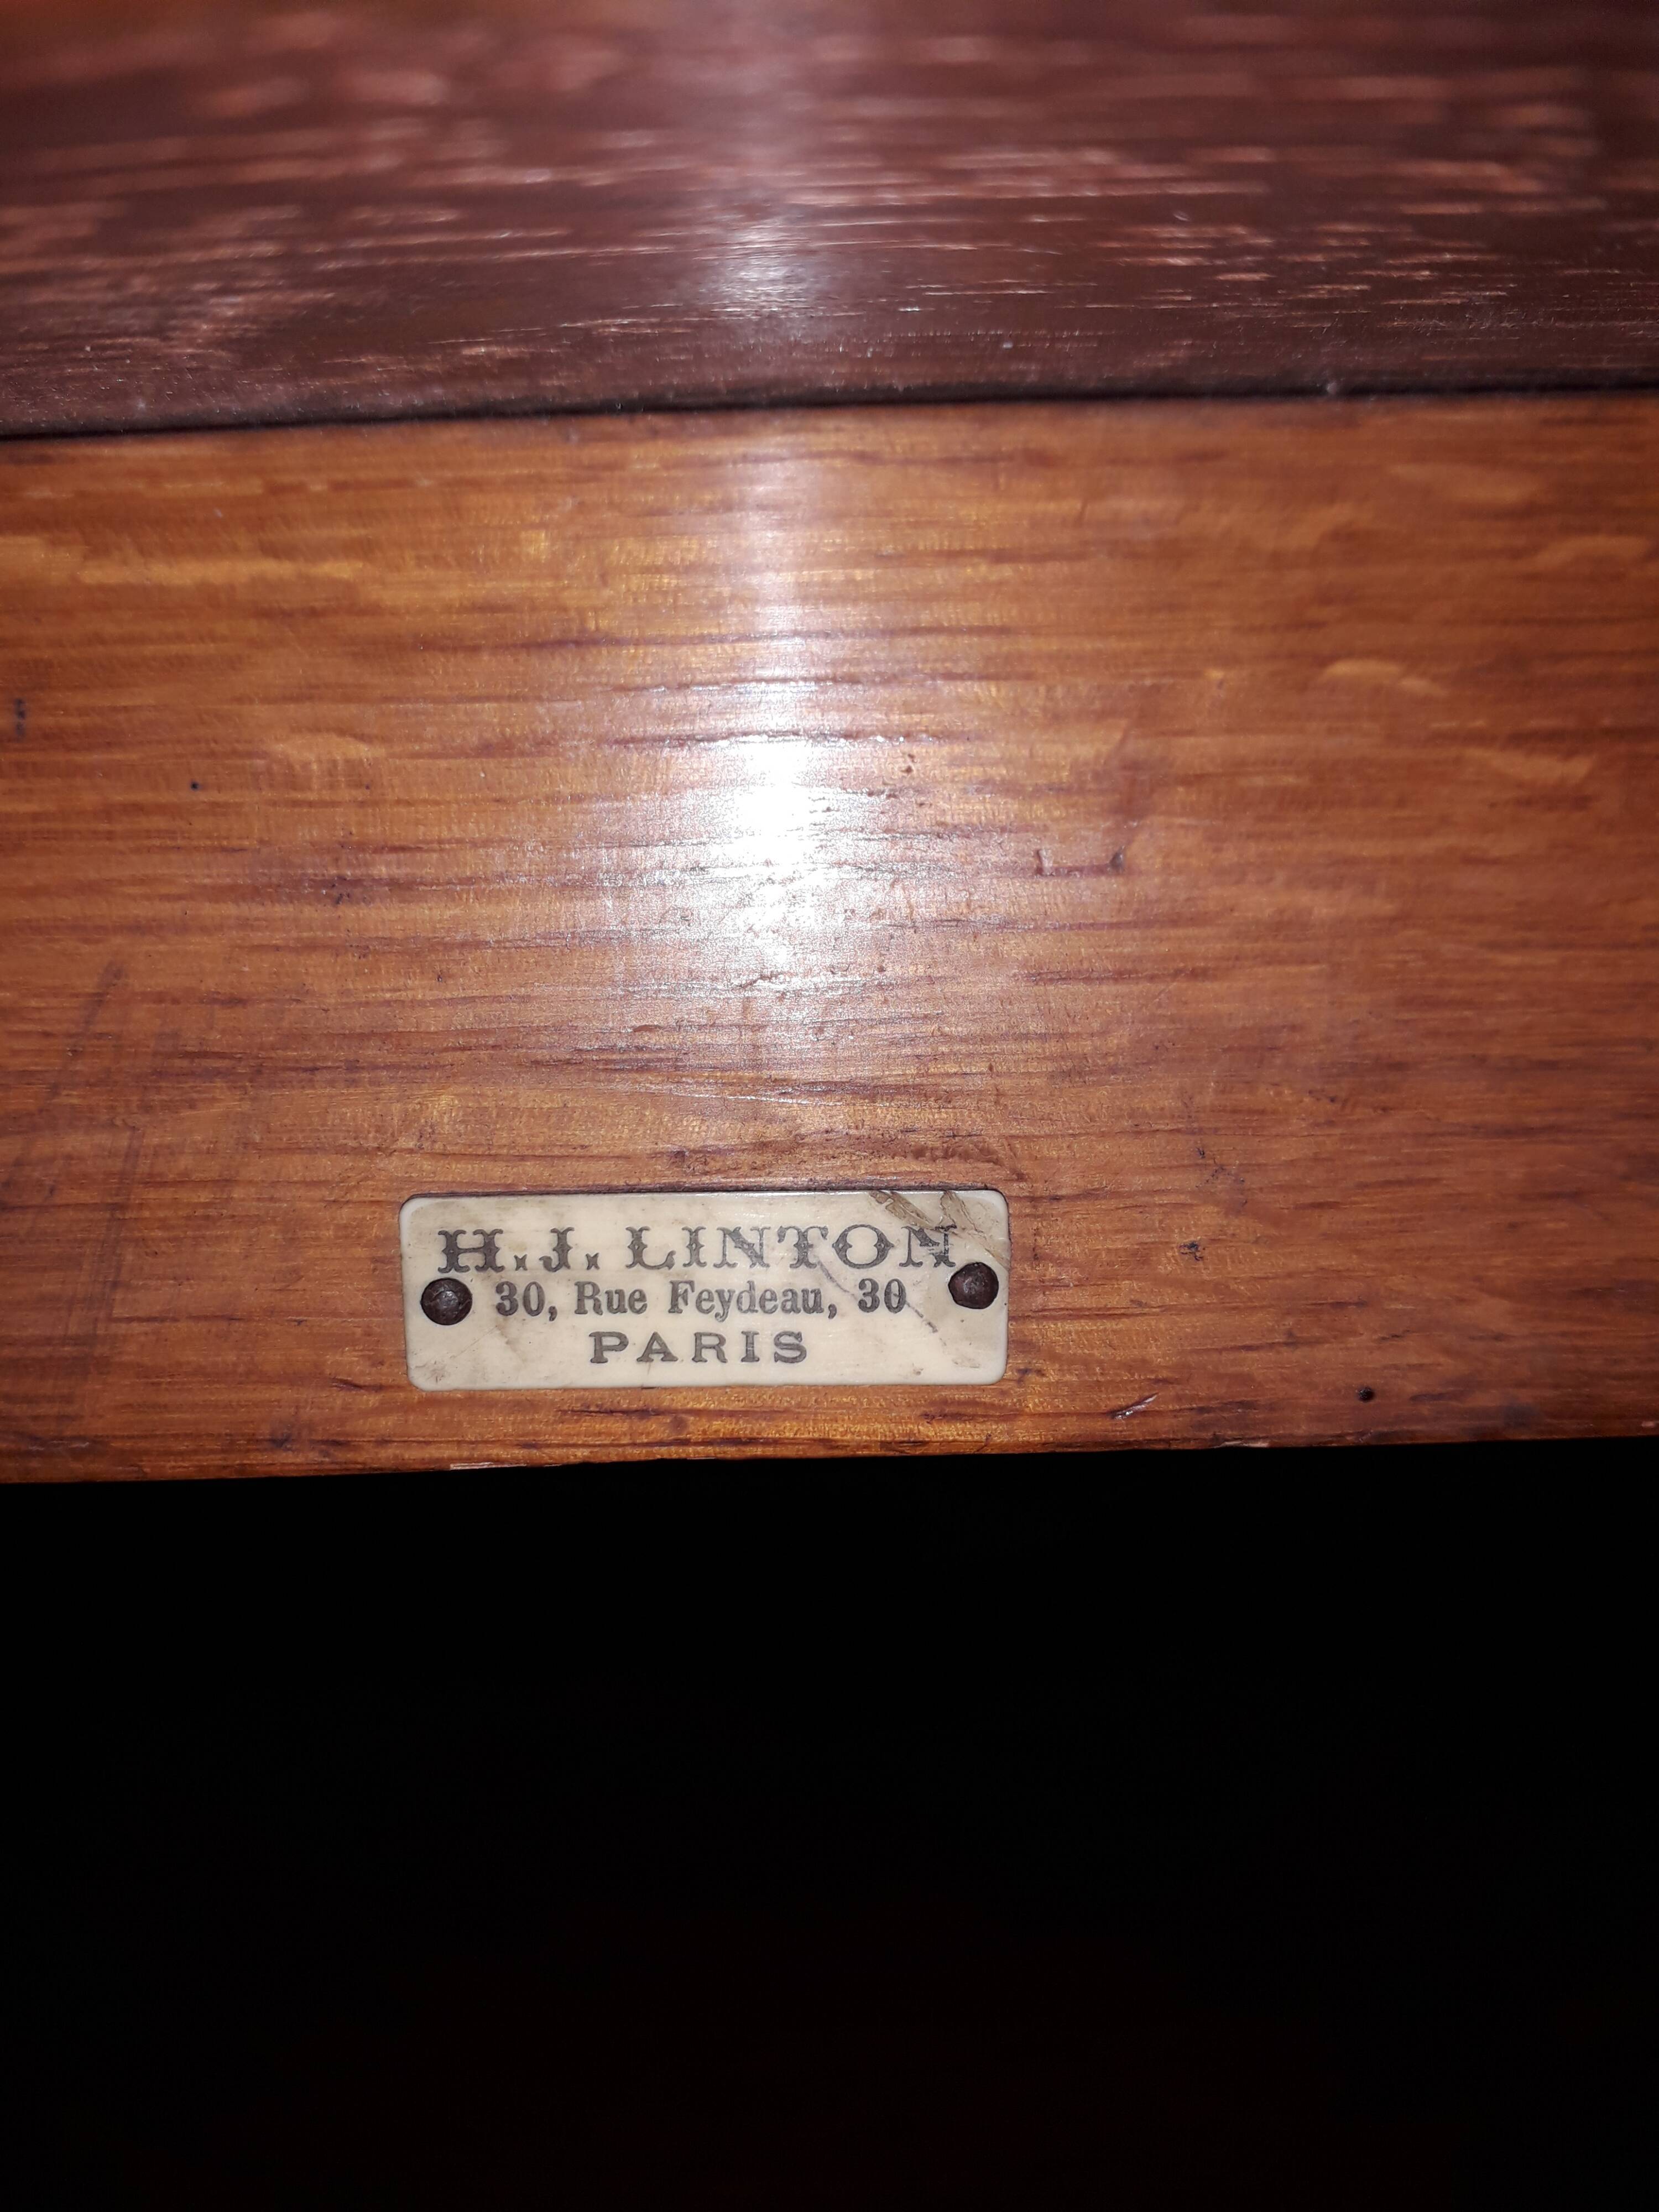 H.J. LINTON
30, Rue Feydeau, 30
PARIS